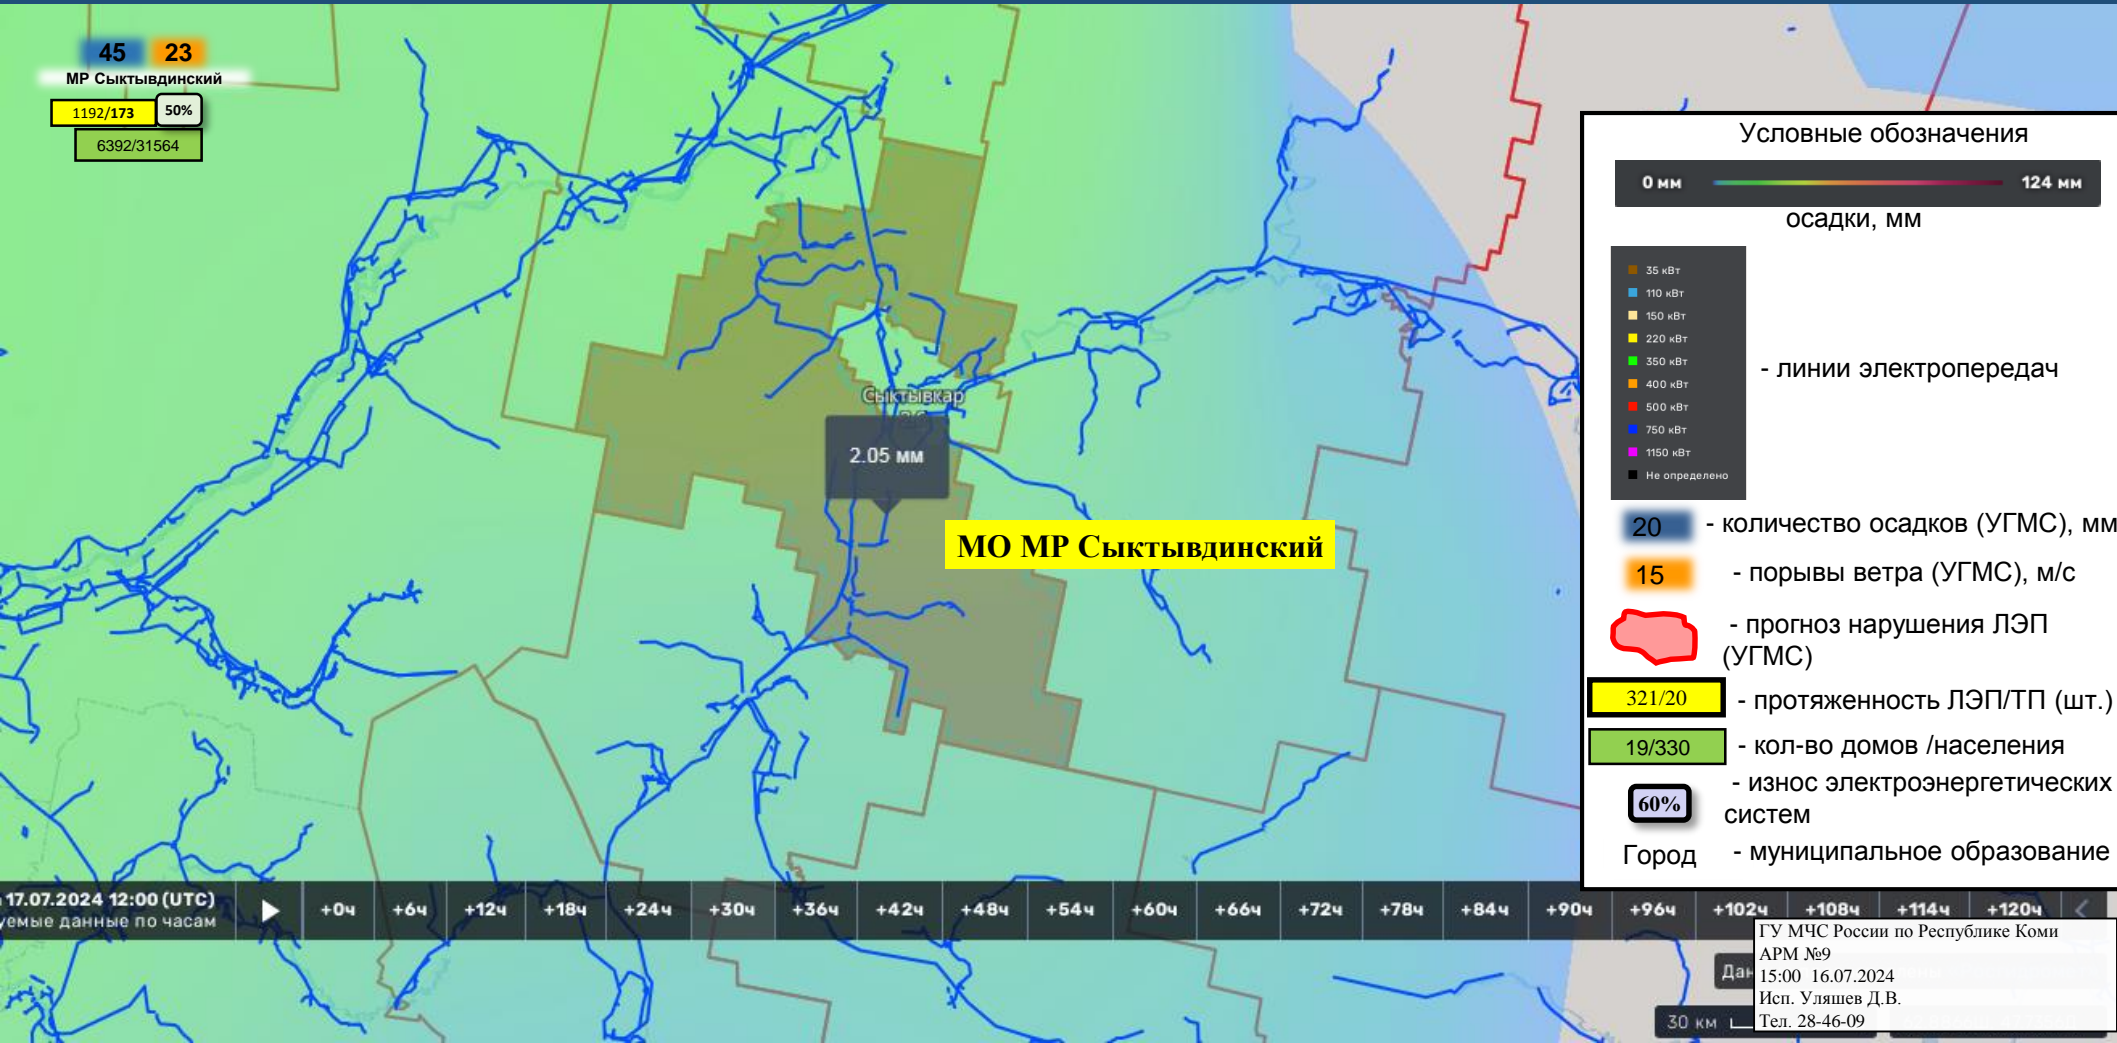 45 23
МР Сыктывдинский
1192/173 50%
6392/31564
Сыктывкар
2.05 мм
МО МР Сыктывдинский
Условные обозначения
0 мм 124 мм
осадки, мм
35 кВт
110 кВт
150 кВт
220 кВт
350 кВт
400 кВт
500 кВт
750 кВт
1150 кВт
Не определено
- линии электропередач
20 - количество осадков (УГМС), мм
15 - порывы ветра (УГМС), м/с
- прогноз нарушения ЛЭП
(УГМС)
321/20 - протяженность ЛЭП/ТП (шт.)
19/330 - кол-во домов /населения
60% - износ электроэнергетических
систем
Город - муниципальное образование
17.07.2024 12:00 (UTC)
уемые данные по часам
+0ч +6ч +12ч +18ч +24ч +30ч +36ч +42ч +48ч +54ч +60ч +66ч +72ч +78ч +84ч +90ч +96ч +102ч +108ч +114ч +120ч
ГУ МЧС России по Республике Коми
АРМ №9
15:00 16.07.2024
Исп. Уляшев Д.В.
Тел. 28-46-09
Дан
30 км